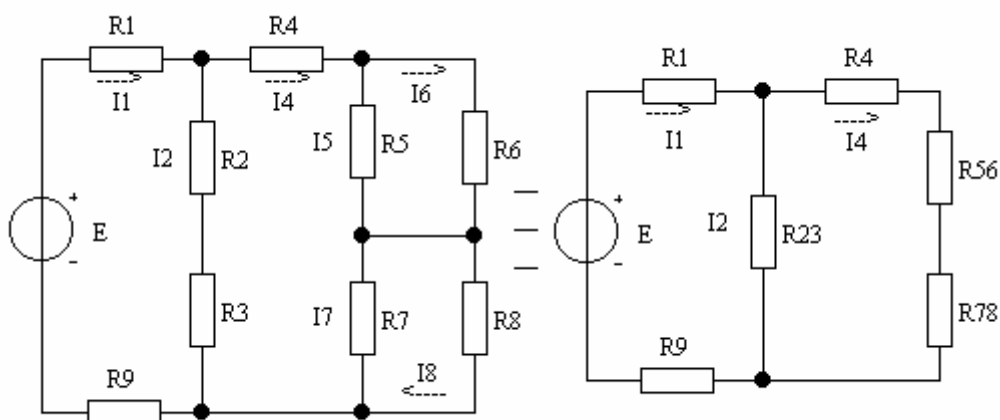 R1
R4
I1
I4
I6
I2
R2
I5
R5
R6
+
E
-
R3
I7
R7
R8
I8
R9
R1
R4
I1
I4
R56
+
E
-
I2
R23
R78
R9